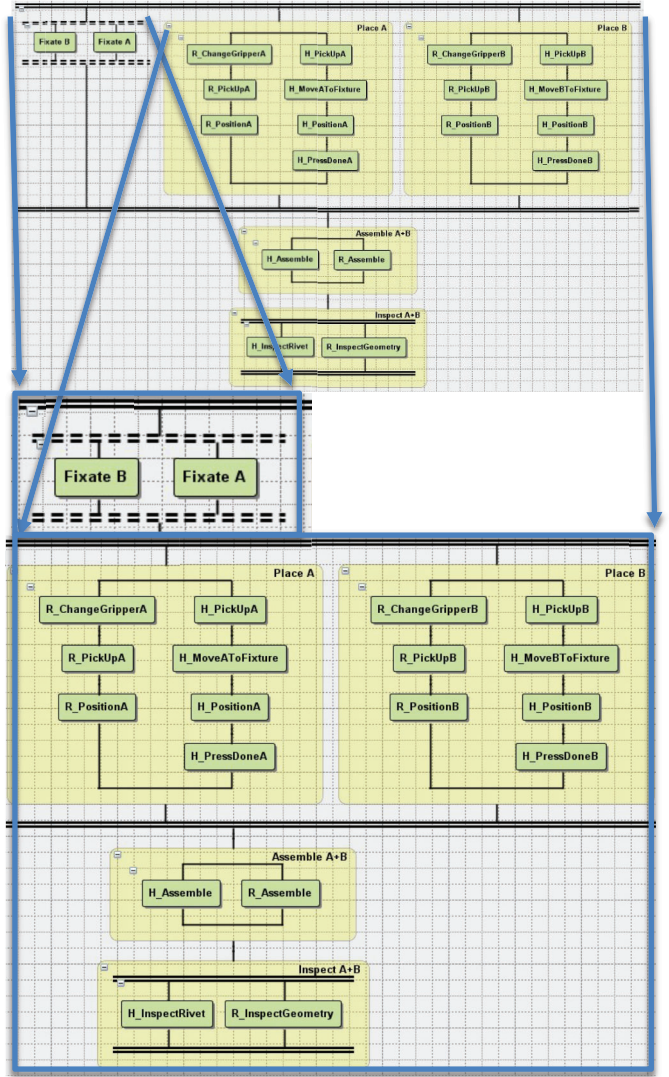 Place A
Place B
Fixate B
Fixate A
R_ChangeGripperA
H_PickUpA
R_ChangeGripperB
H_PickUpB
R_PickUpA
H_MoveAToFixture
R_PickUpB
H_MoveBToFixture
R_PositionA
H_PositionA
R_PositionB
H_PositionB
H_PressDoneA
H_PressDoneB
Assemble A+B
H_Assemble
R_Assemble
Inspect A+B
H_InspectRivet
R_InspectGeometry
Fixate B
Fixate A
Place A
Place B
R_ChangeGripperA
H_PickUpA
R_ChangeGripperB
H_PickUpB
R_PickUpA
H_MoveAToFixture
R_PickUpB
H_MoveBToFixture
R_PositionA
H_PositionA
R_PositionB
H_PositionB
H_PressDoneA
H_PressDoneB
Assemble A+B
H_Assemble
R_Assemble
Inspect A+B
H_InspectRivet
R_InspectGeometry